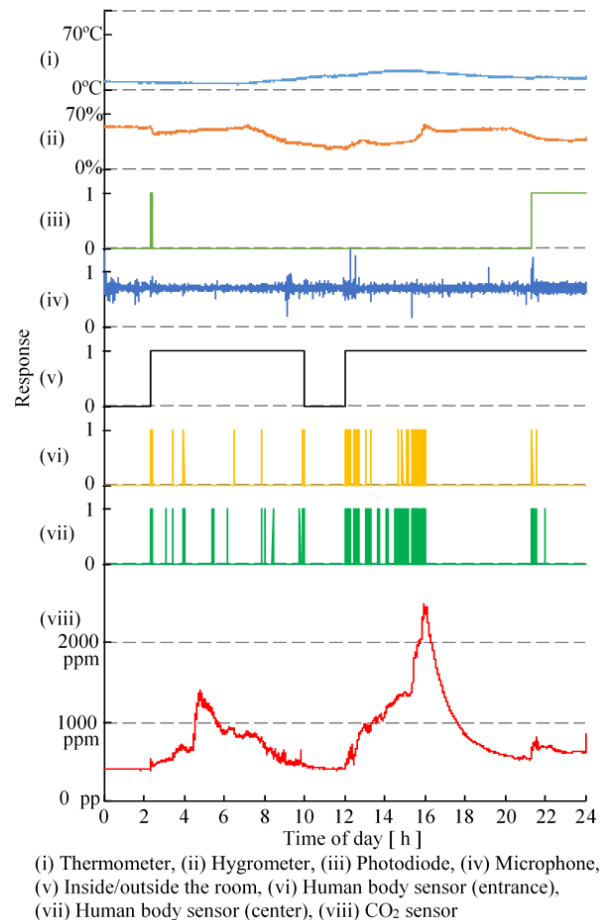 70ºC
(i)
0ºC
70%
(ii)
0%
1
(iii)
0
1
(iv)
0
1
(v)
0
1
(vi)
0
1
(vii)
0
(viii)
2000
ppm
1000
ppm
0 pp
Response
0 2 4 6 8 10 12 14 16 18 20 22 24
Time of day [ h ]
(i) Thermometer, (ii) Hygrometer, (iii) Photodiode, (iv) Microphone,
(v) Inside/outside the room, (vi) Human body sensor (entrance),
(vii) Human body sensor (center), (viii) CO₂ sensor